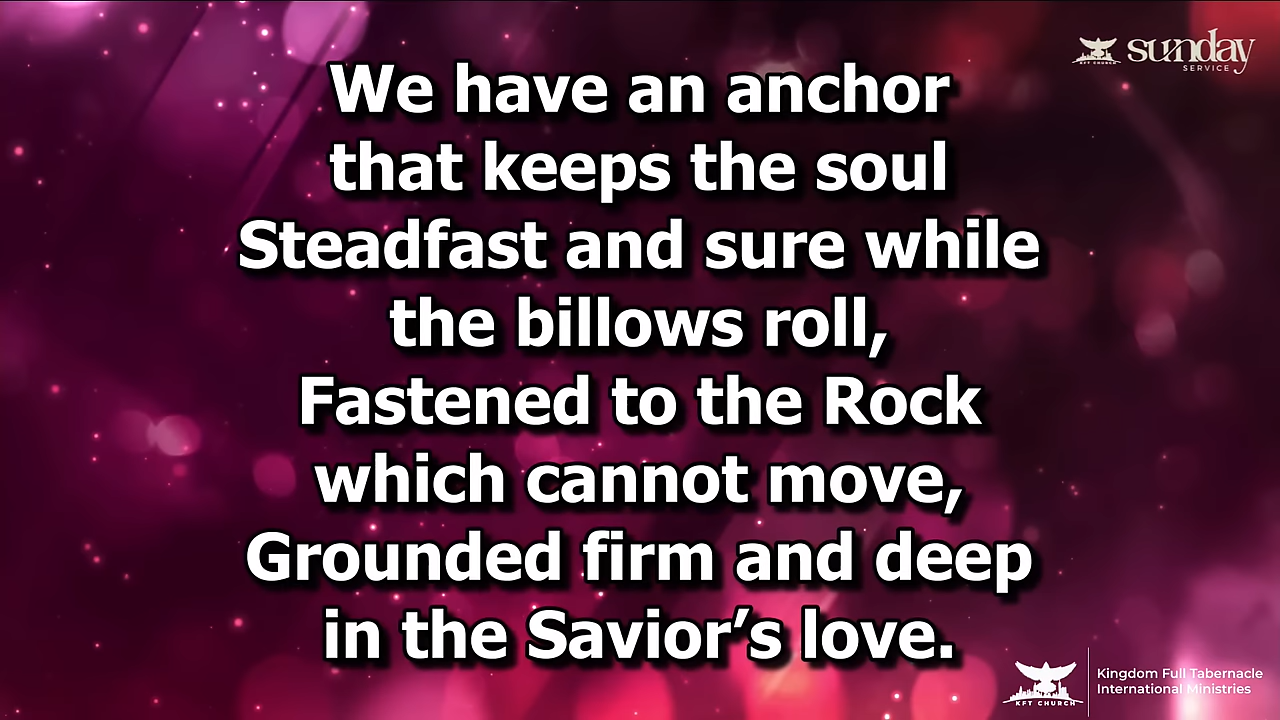 KFT CHURCH
sunday
SERVICE
We have an anchor
that keeps the soul
Steadfast and sure while
the billows roll,
Fastened to the Rock
which cannot move,
Grounded firm and deep
in the Savior’s love.
KFT CHURCH
Kingdom Full Tabernacle
International Ministries